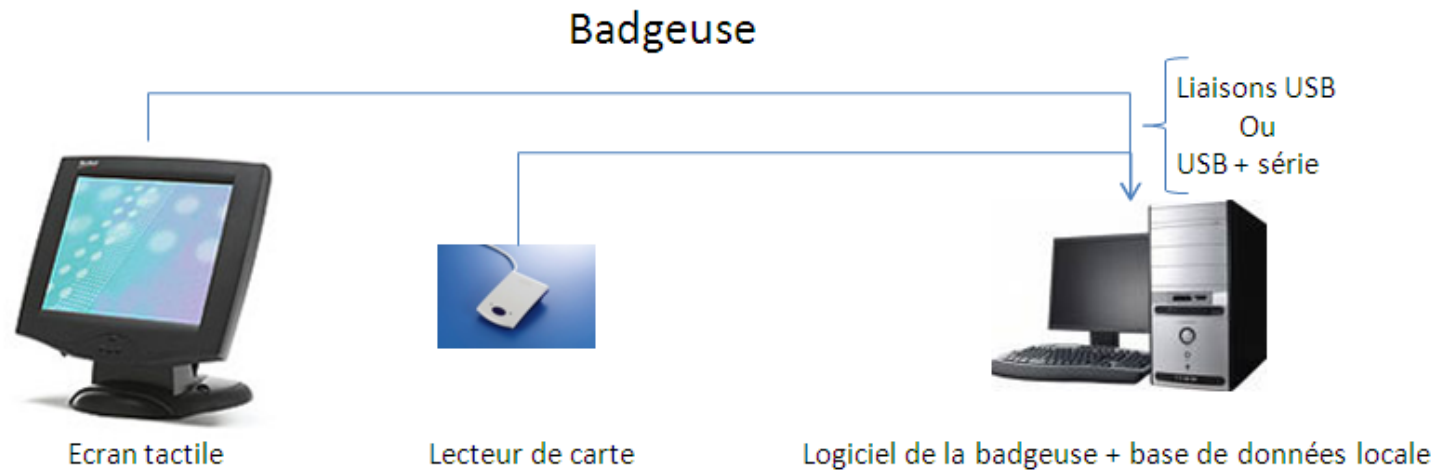 Badgeuse
Liaisons USB
Ou
USB + série
Ecran tactile
Lecteur de carte
Logiciel de la badgeuse + base de données locale